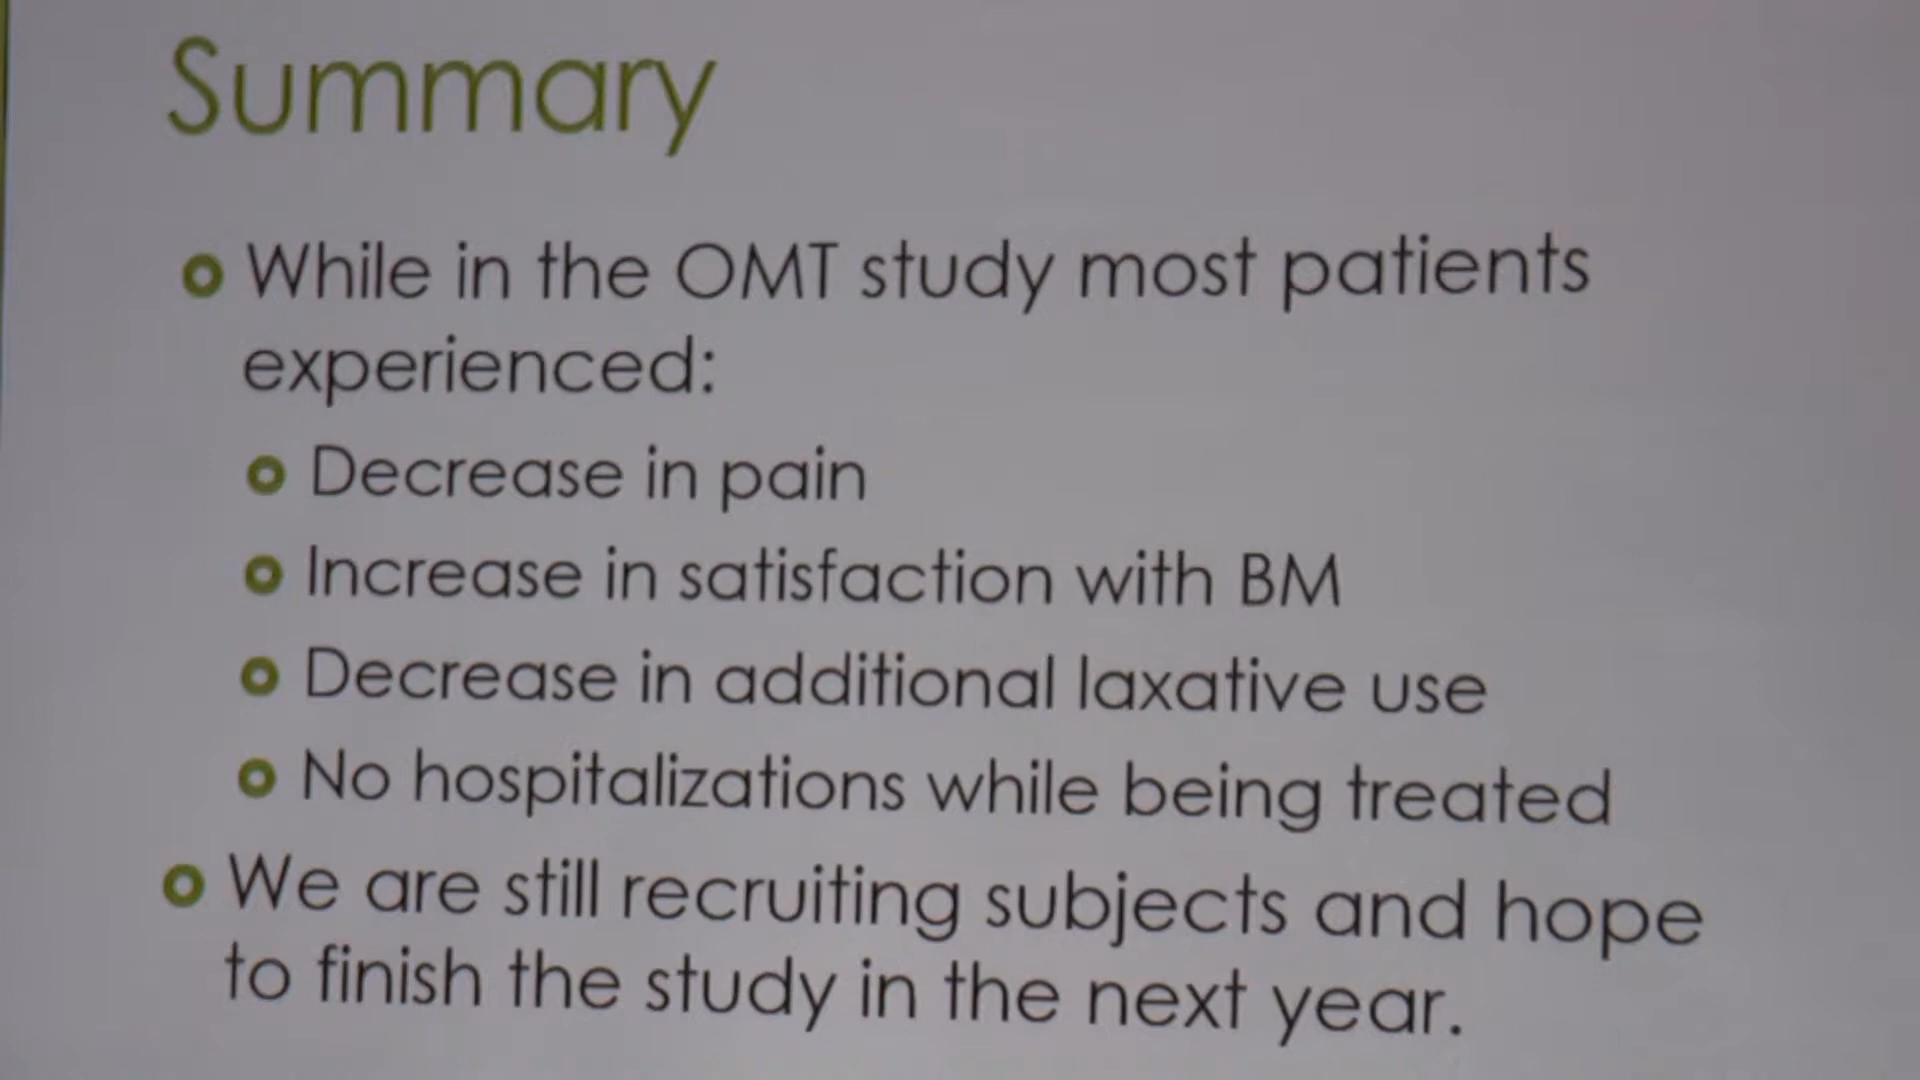 Summary
While in the OMT study most patients
experienced:
Decrease in pain
Increase in satisfaction with BM
Decrease in additional laxative use
No hospitalizations while being treated
We are still recruiting subjects and hope
to finish the study in the next year.